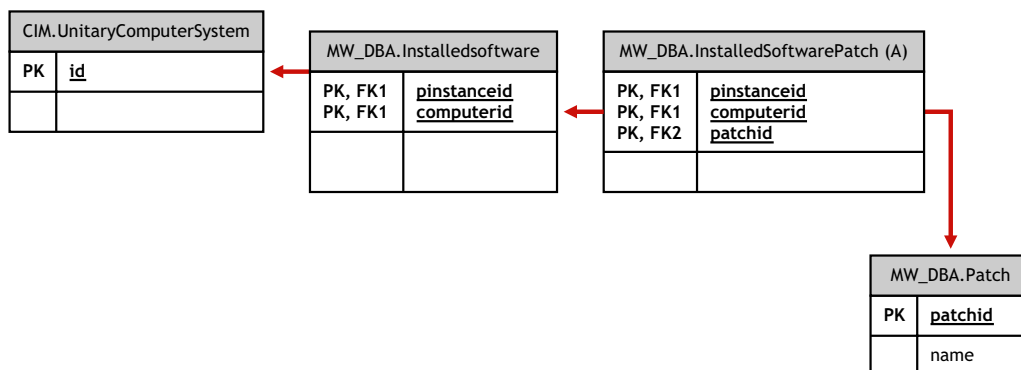 CIM.UnitaryComputerSystem
PK id
MW_DBA.Installedsoftware
PK, FK1 pinstanceid
PK, FK1 computerid
MW_DBA.InstalledSoftwarePatch (A)
PK, FK1 pinstanceid
PK, FK1 computerid
PK, FK2 patchid
MW_DBA.Patch
PK patchid
name